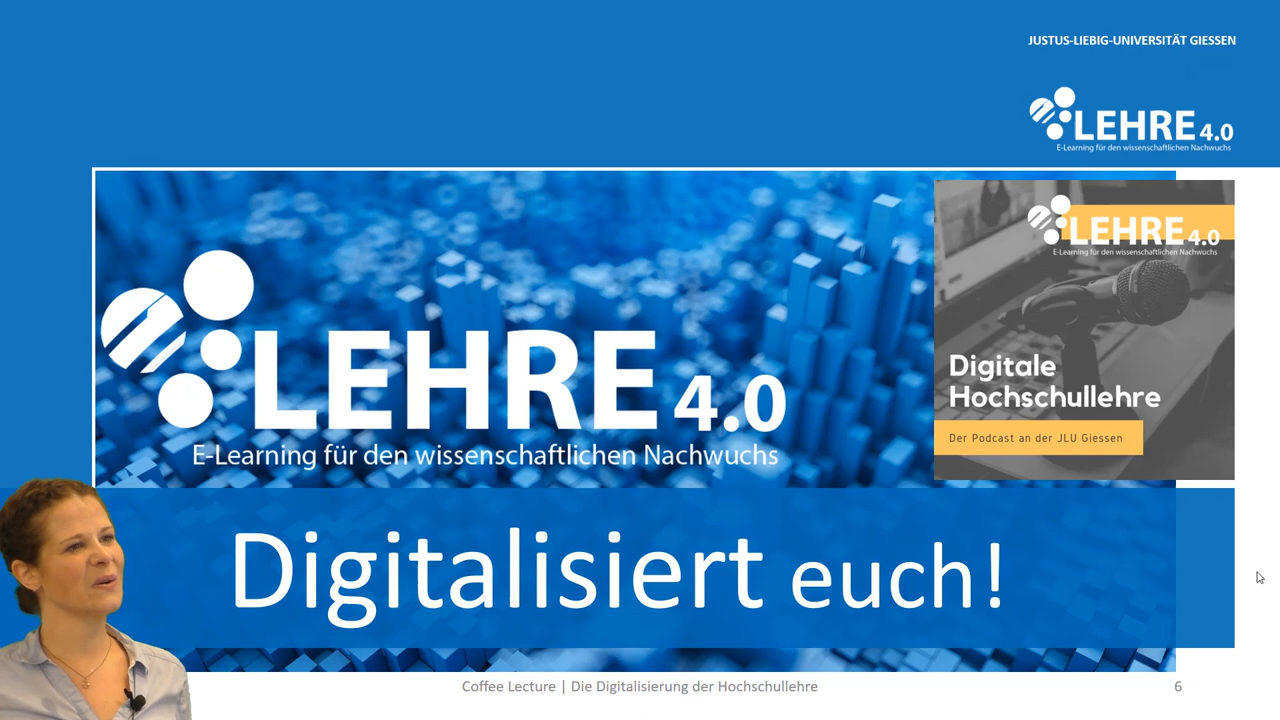 JUSTUS-LIEBIG-UNIVERSITÄT GIESSEN
LEHRE 4.0
E-Learning für den wissenschaftlichen Nachwuchs
LEHRE 4.0
E-Learning für den wissenschaftlichen Nachwuchs
LEHRE 4.0
E-Learning für den wissenschaftlichen Nachwuchs
Digitale
Hochschullehre
Der Podcast an der JLU Giessen
Digitalisiert euch!
Coffee Lecture | Die Digitalisierung der Hochschullehre
6